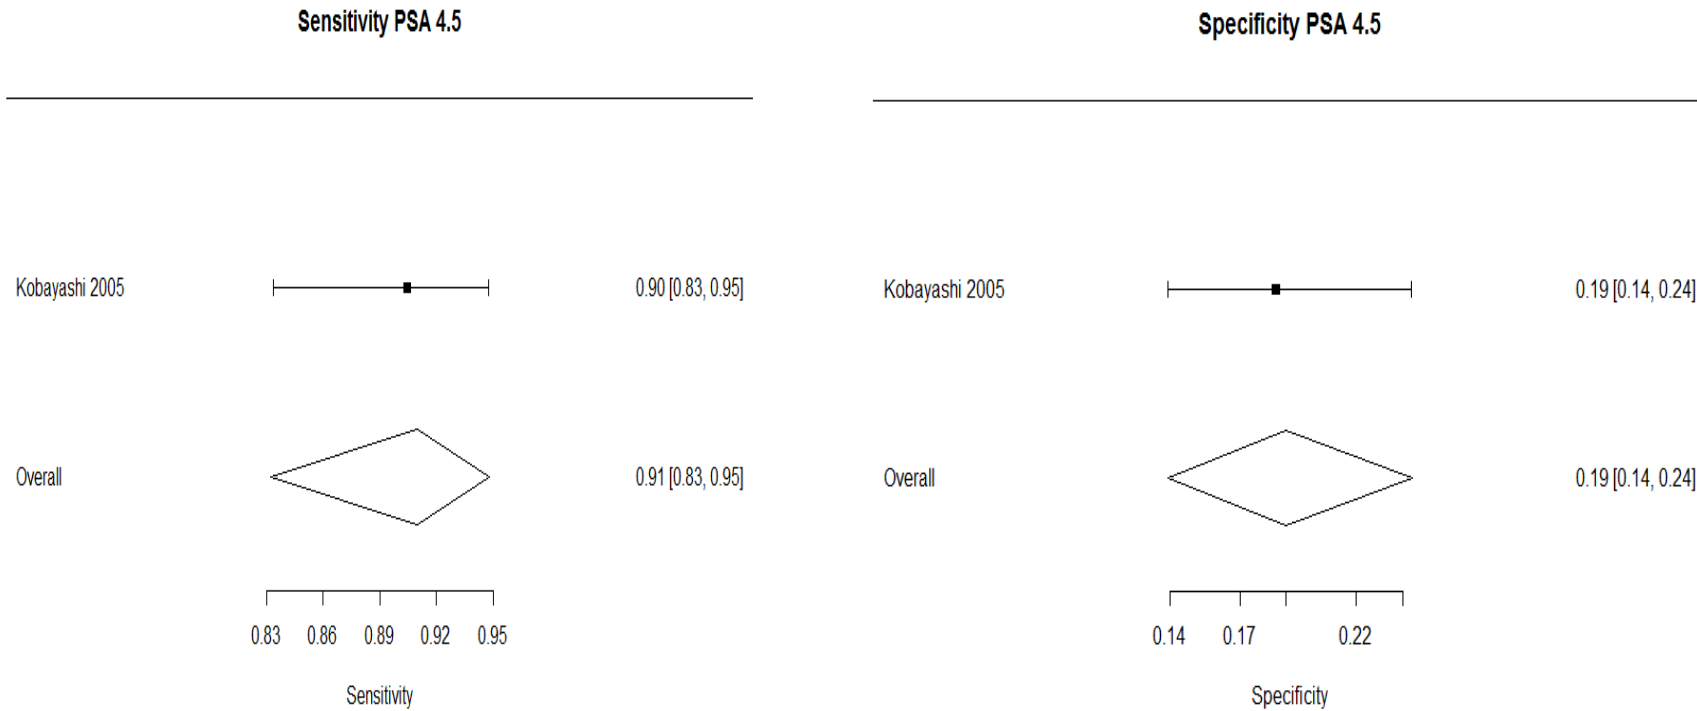 Sensitivity PSA 4.5
Kobayashi 2005 0.90 [0.83, 0.95]
Overall 0.91 [0.83, 0.95]
0.83 0.86 0.89 0.92 0.95
Sensitivity
Specificity PSA 4.5
Kobayashi 2005 0.19 [0.14, 0.24]
Overall 0.19 [0.14, 0.24]
0.14 0.17 0.22
Specificity